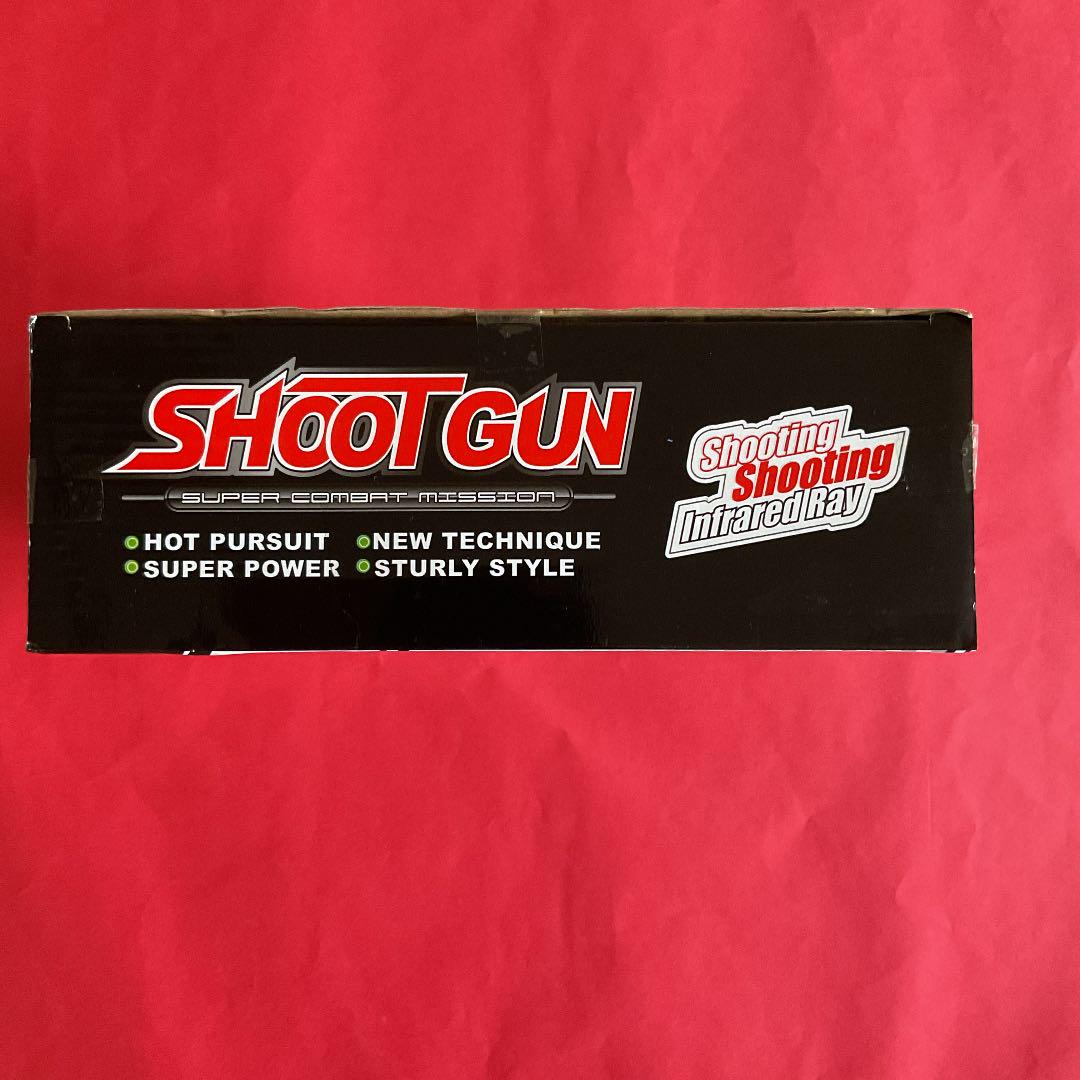 SHOOT GUN
SUPER COMBAT MISSION
HOT PURSUIT
NEW TECHNIQUE
SUPER POWER
STURLY STYLE
Shooting
Shooting
Infrared Ray